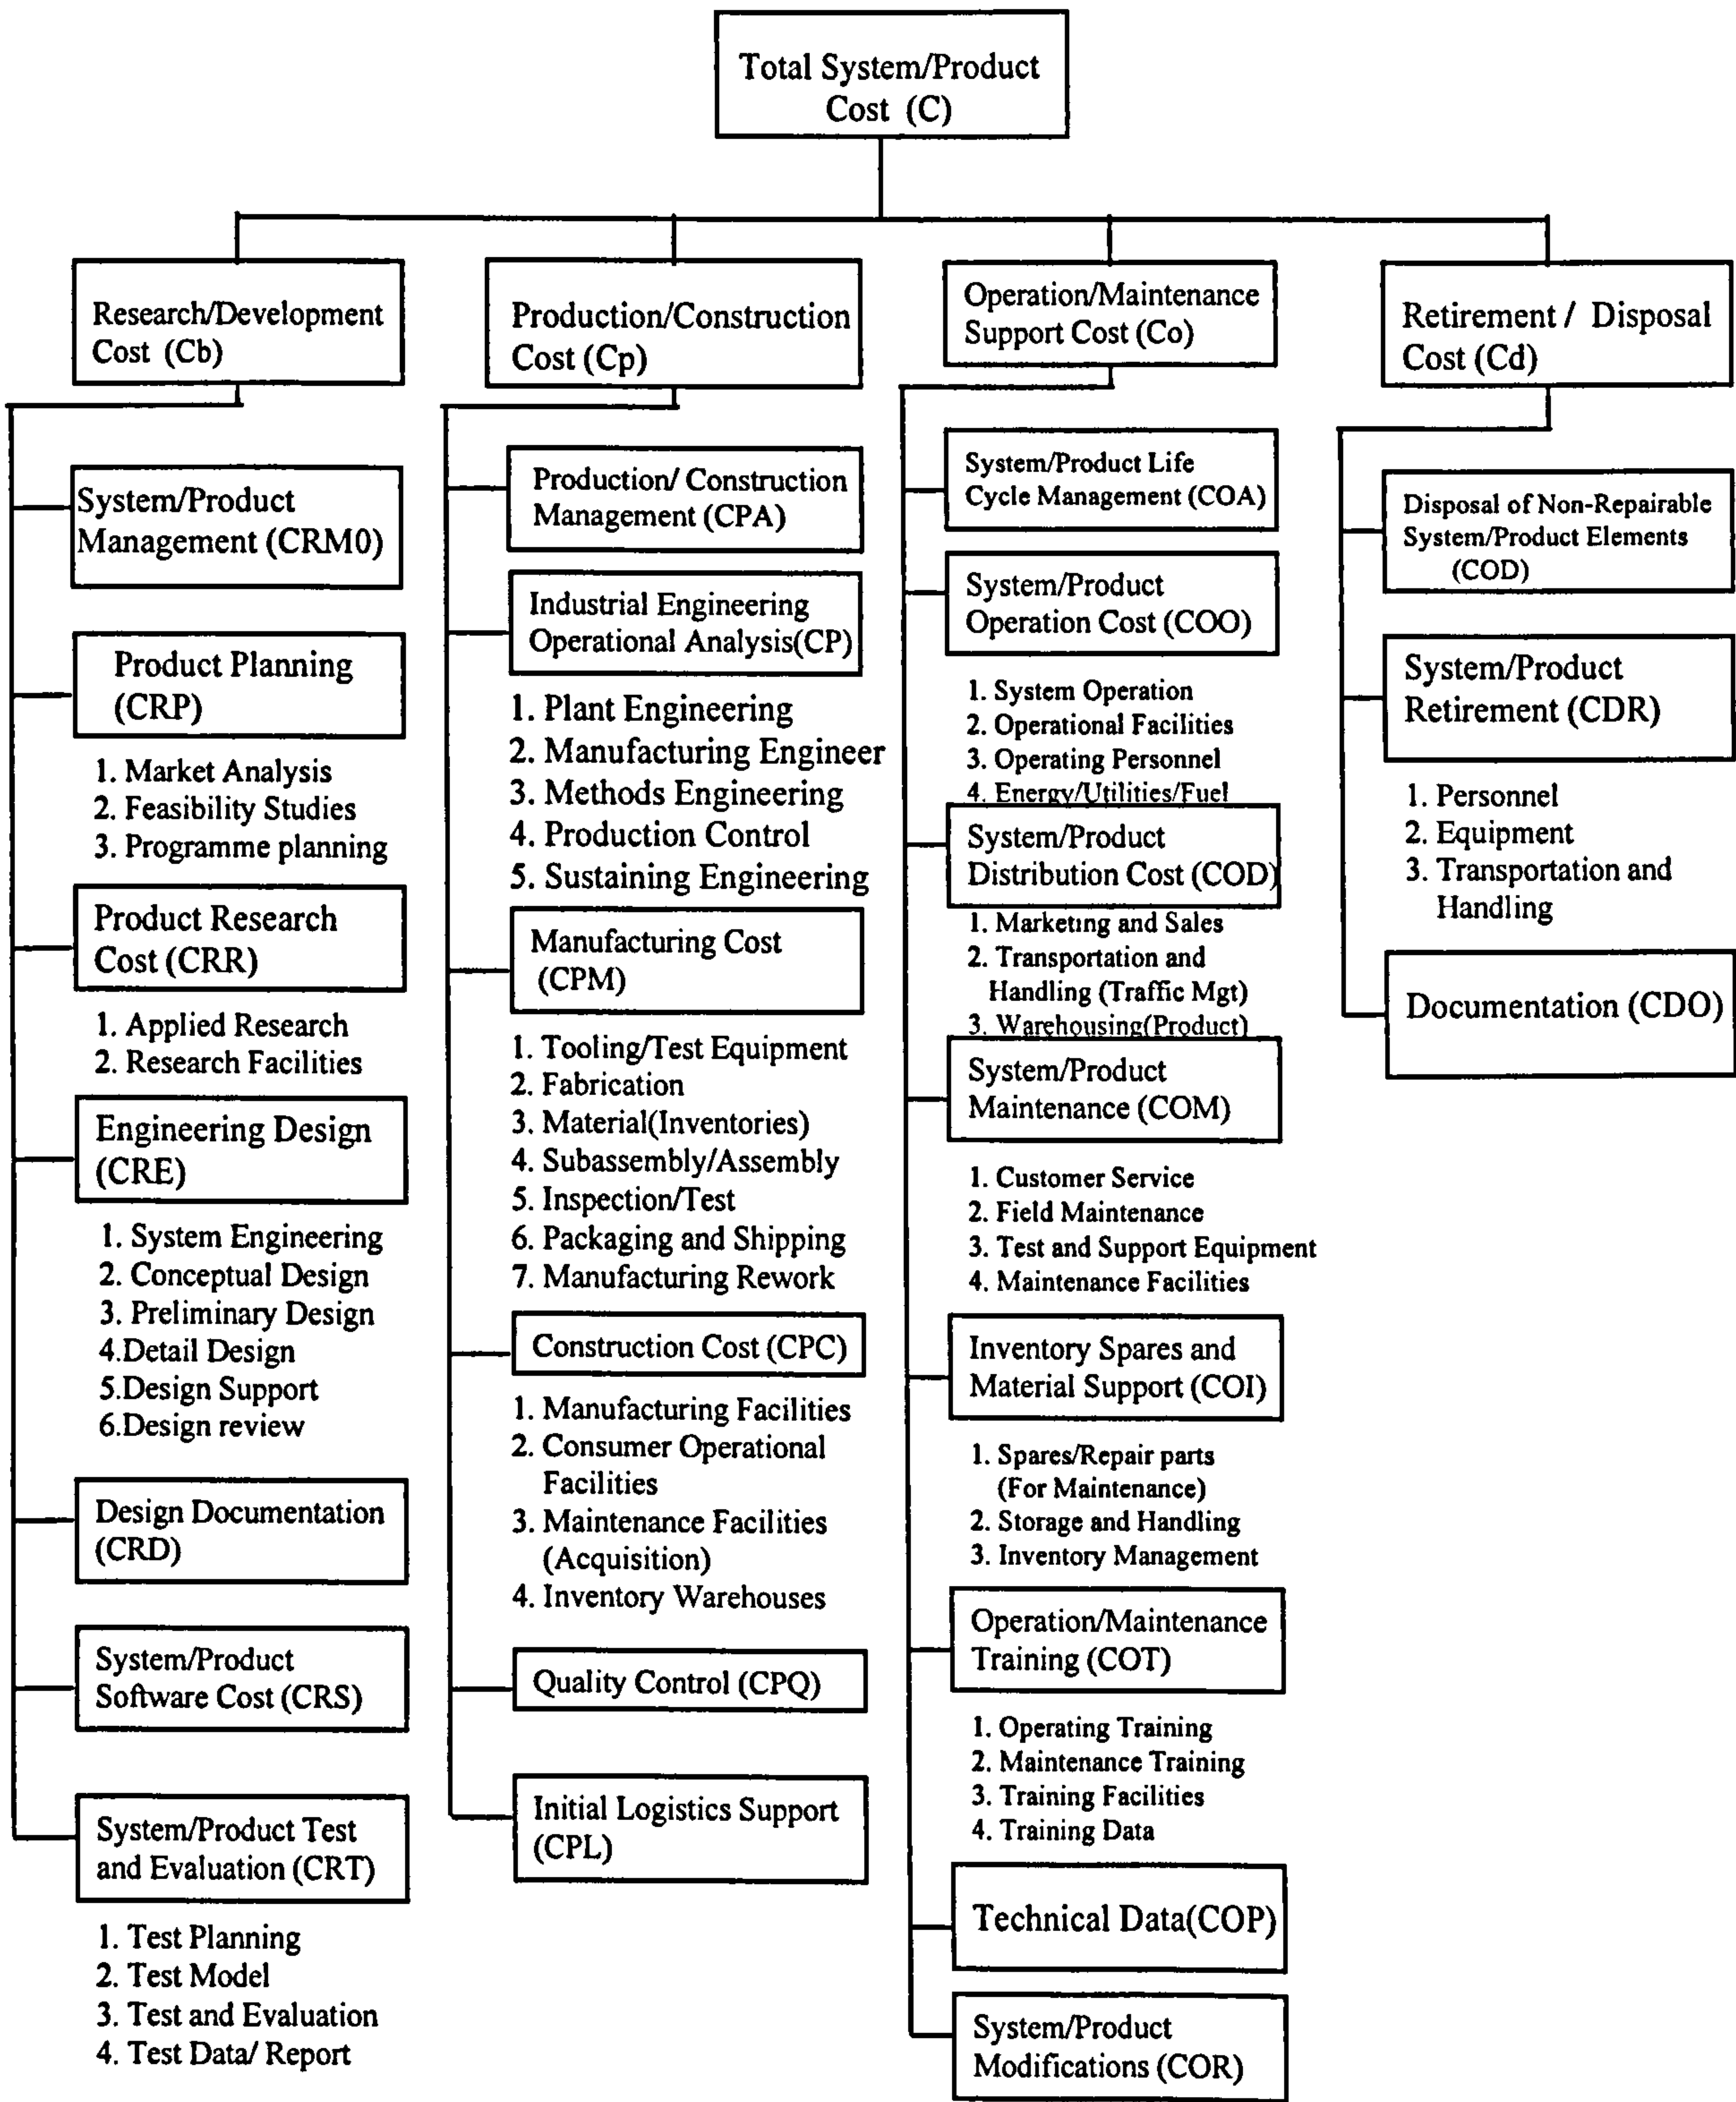 Total System/Product
Cost (C)
Research/Development
Cost (Cb)
System/Product
Management (CRM0)
Product Planning
(CRP)
1. Market Analysis
2. Feasibility Studies
3. Programme planning
Product Research
Cost (CRR)
1. Applied Research
2. Research Facilities
Engineering Design
(CRE)
1. System Engineering
2. Conceptual Design
3. Preliminary Design
4.Detail Design
5.Design Support
6.Design review
Design Documentation
(CRD)
System/Product
Software Cost (CRS)
System/Product Test
and Evaluation (CRT)
1. Test Planning
2. Test Model
3. Test and Evaluation
4. Test Data/ Report
Production/Construction
Cost (Cp)
Production/ Construction
Management (CPA)
Industrial Engineering
Operational Analysis(CP)
1. Plant Engineering
2. Manufacturing Engineer
3. Methods Engineering
4. Production Control
5. Sustaining Engineering
Manufacturing Cost
(CPM)
1. Tooling/Test Equipment
2. Fabrication
3. Material(Inventories)
4. Subassembly/Assembly
5. Inspection/Test
6. Packaging and Shipping
7. Manufacturing Rework
Construction Cost (CPC)
1. Manufacturing Facilities
2. Consumer Operational
Facilities
3. Maintenance Facilities
(Acquisition)
4. Inventory Warehouses
Quality Control (CPQ)
Initial Logistics Support
(CPL)
Operation/Maintenance
Support Cost (Co)
System/Product Life
Cycle Management (COA)
System/Product
Operation Cost (COO)
1. System Operation
2. Operational Facilities
3. Operating Personnel
4. Energy/Utilities/Fuel
System/Product
Distribution Cost (COD)
1. Marketing and Sales
2. Transportation and
Handling (Traffic Mgt)
3. Warehousing(Product)
System/Product
Maintenance (COM)
1. Customer Service
2. Field Maintenance
3. Test and Support Equipment
4. Maintenance Facilities
Inventory Spares and
Material Support (COI)
1. Spares/Repair parts
(For Maintenance)
2. Storage and Handling
3. Inventory Management
Operation/Maintenance
Training (COT)
1. Operating Training
2. Maintenance Training
3. Training Facilities
4. Training Data
Technical Data(COP)
System/Product
Modifications (COR)
Retirement / Disposal
Cost (Cd)
Disposal of Non-Repairable
System/Product Elements
(COD)
System/Product
Retirement (CDR)
1. Personnel
2. Equipment
3. Transportation and
Handling
Documentation (CDO)